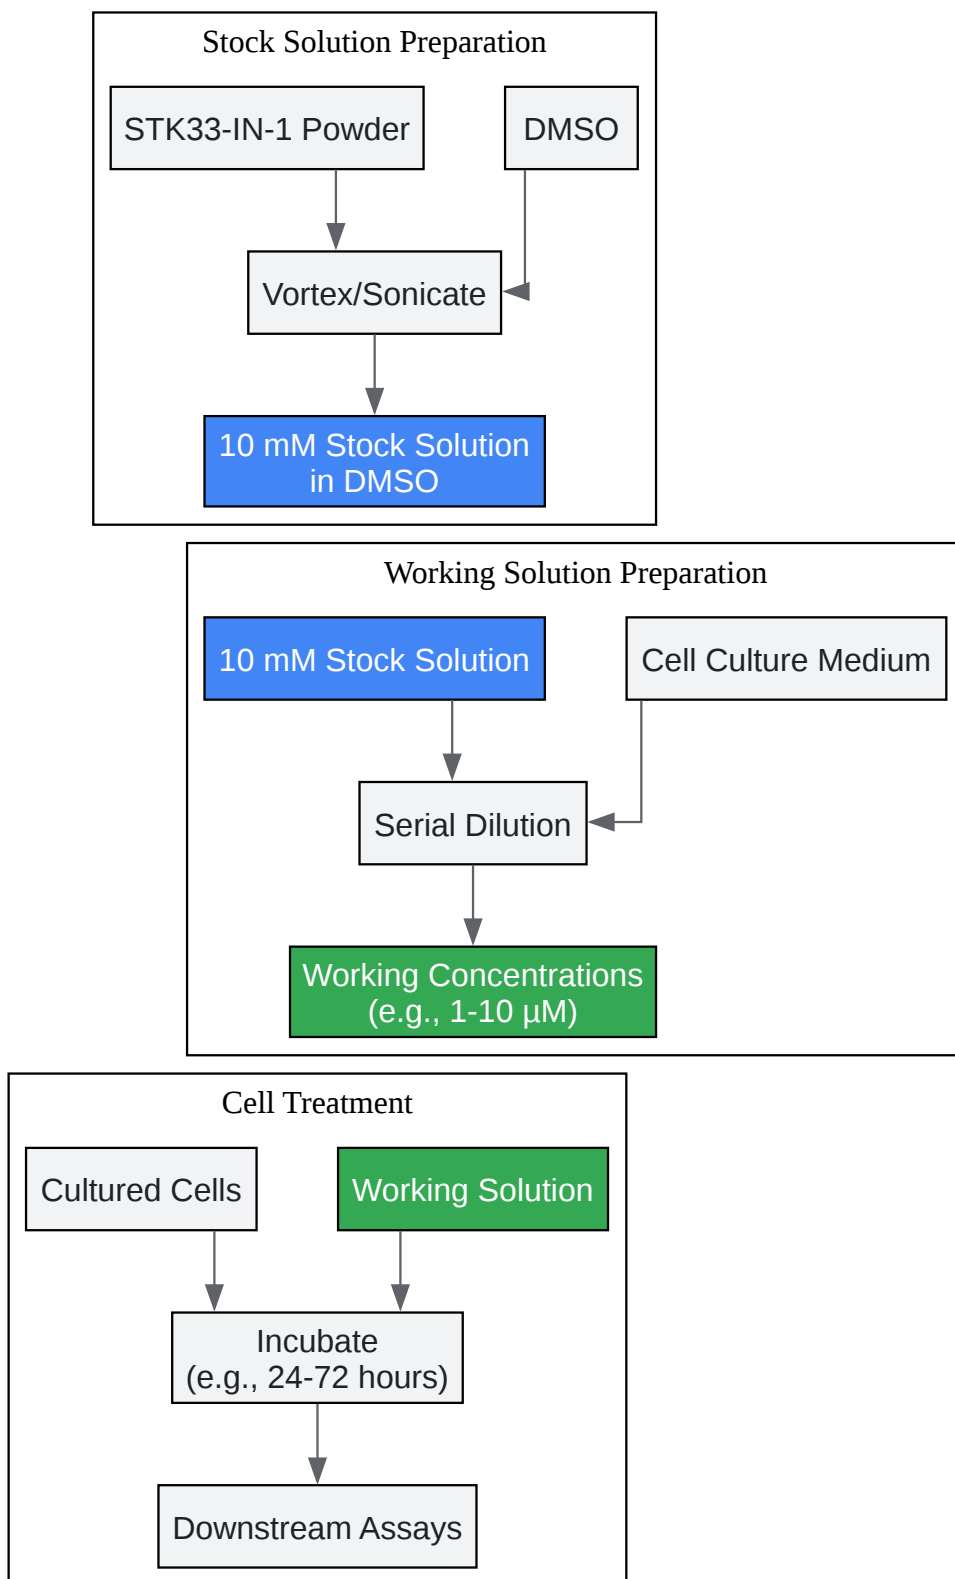 Stock Solution Preparation
STK33-IN-1 Powder
DMSO
Vortex/Sonicate
10 mM Stock Solution
in DMSO
Working Solution Preparation
10 mM Stock Solution
Cell Culture Medium
Serial Dilution
Working Concentrations
(e.g., 1-10 µM)
Cell Treatment
Cultured Cells
Working Solution
Incubate
(e.g., 24-72 hours)
Downstream Assays